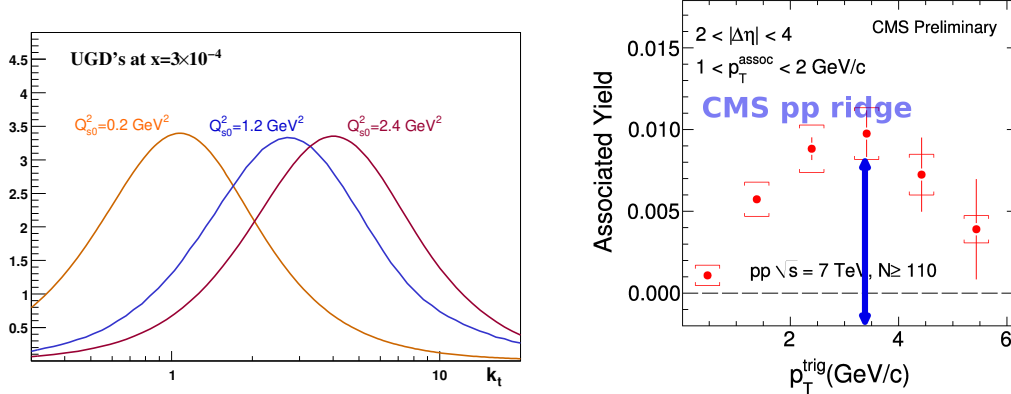 UGD's at x=3×10⁻⁴
Q²s0=0.2 GeV²
Q²s0=1.2 GeV²
Q²s0=2.4 GeV²
4.5
4
3.5
3
2.5
2
1.5
1
0.5
1
10
kt
CMS Preliminary
2 < |Δη| < 4
1 < pT^assoc < 2 GeV/c
CMS pp ridge
pp √s = 7 TeV, N≥ 110
Associated Yield
0.015
0.010
0.005
0.000
2
4
6
pT^trig(GeV/c)